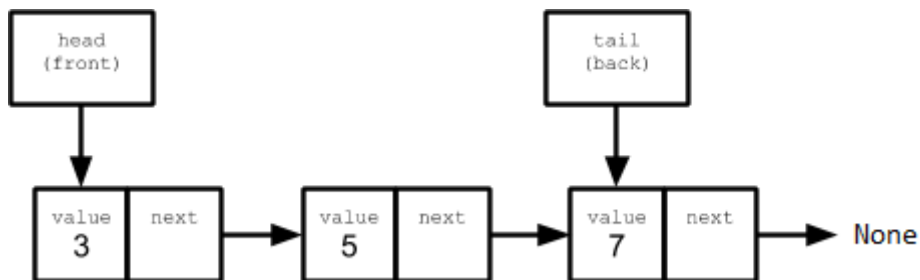 head
(front)
tail
(back)
value next value next value next
3 5 7
None